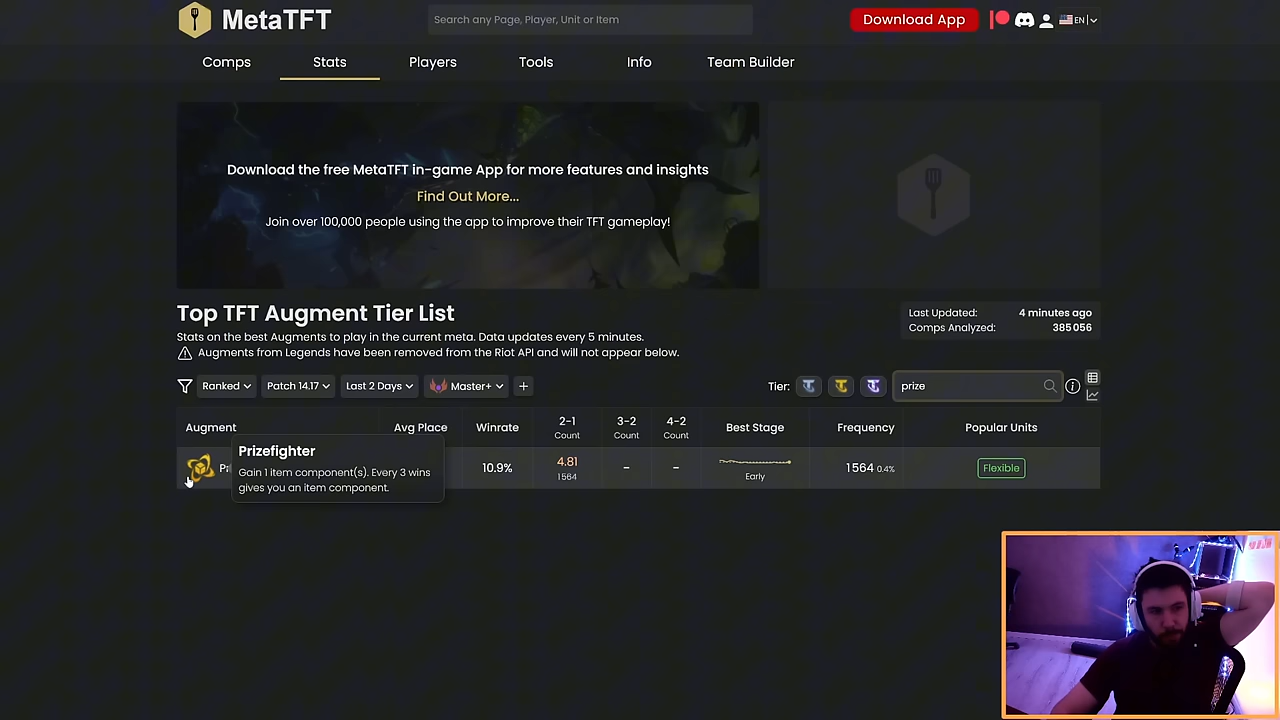 MetaTFT
Search any Page, Player, Unit or Item
Download App
EN
Comps
Stats
Players
Tools
Info
Team Builder
Download the free MetaTFT in-game App for more features and insights
Find Out More...
Join over 100,000 people using the app to improve their TFT gameplay!
Top TFT Augment Tier List
Stats on the best Augments to play in the current meta. Data updates every 5 minutes.
Augments from Legends have been removed from the Riot API and will not appear below.
Last Updated: 4 minutes ago
Comps Analyzed: 385056
Ranked
Patch 14.17
Last 2 Days
Master+
+
Tier:
prize
Augment
Avg Place
Winrate
2-1
Count
3-2
Count
4-2
Count
Best Stage
Frequency
Popular Units
Prizefighter
Gain 1 item component(s). Every 3 wins
gives you an item component.
10.9%
4.81
1564
-
-
Early
1564 0.4%
Flexible